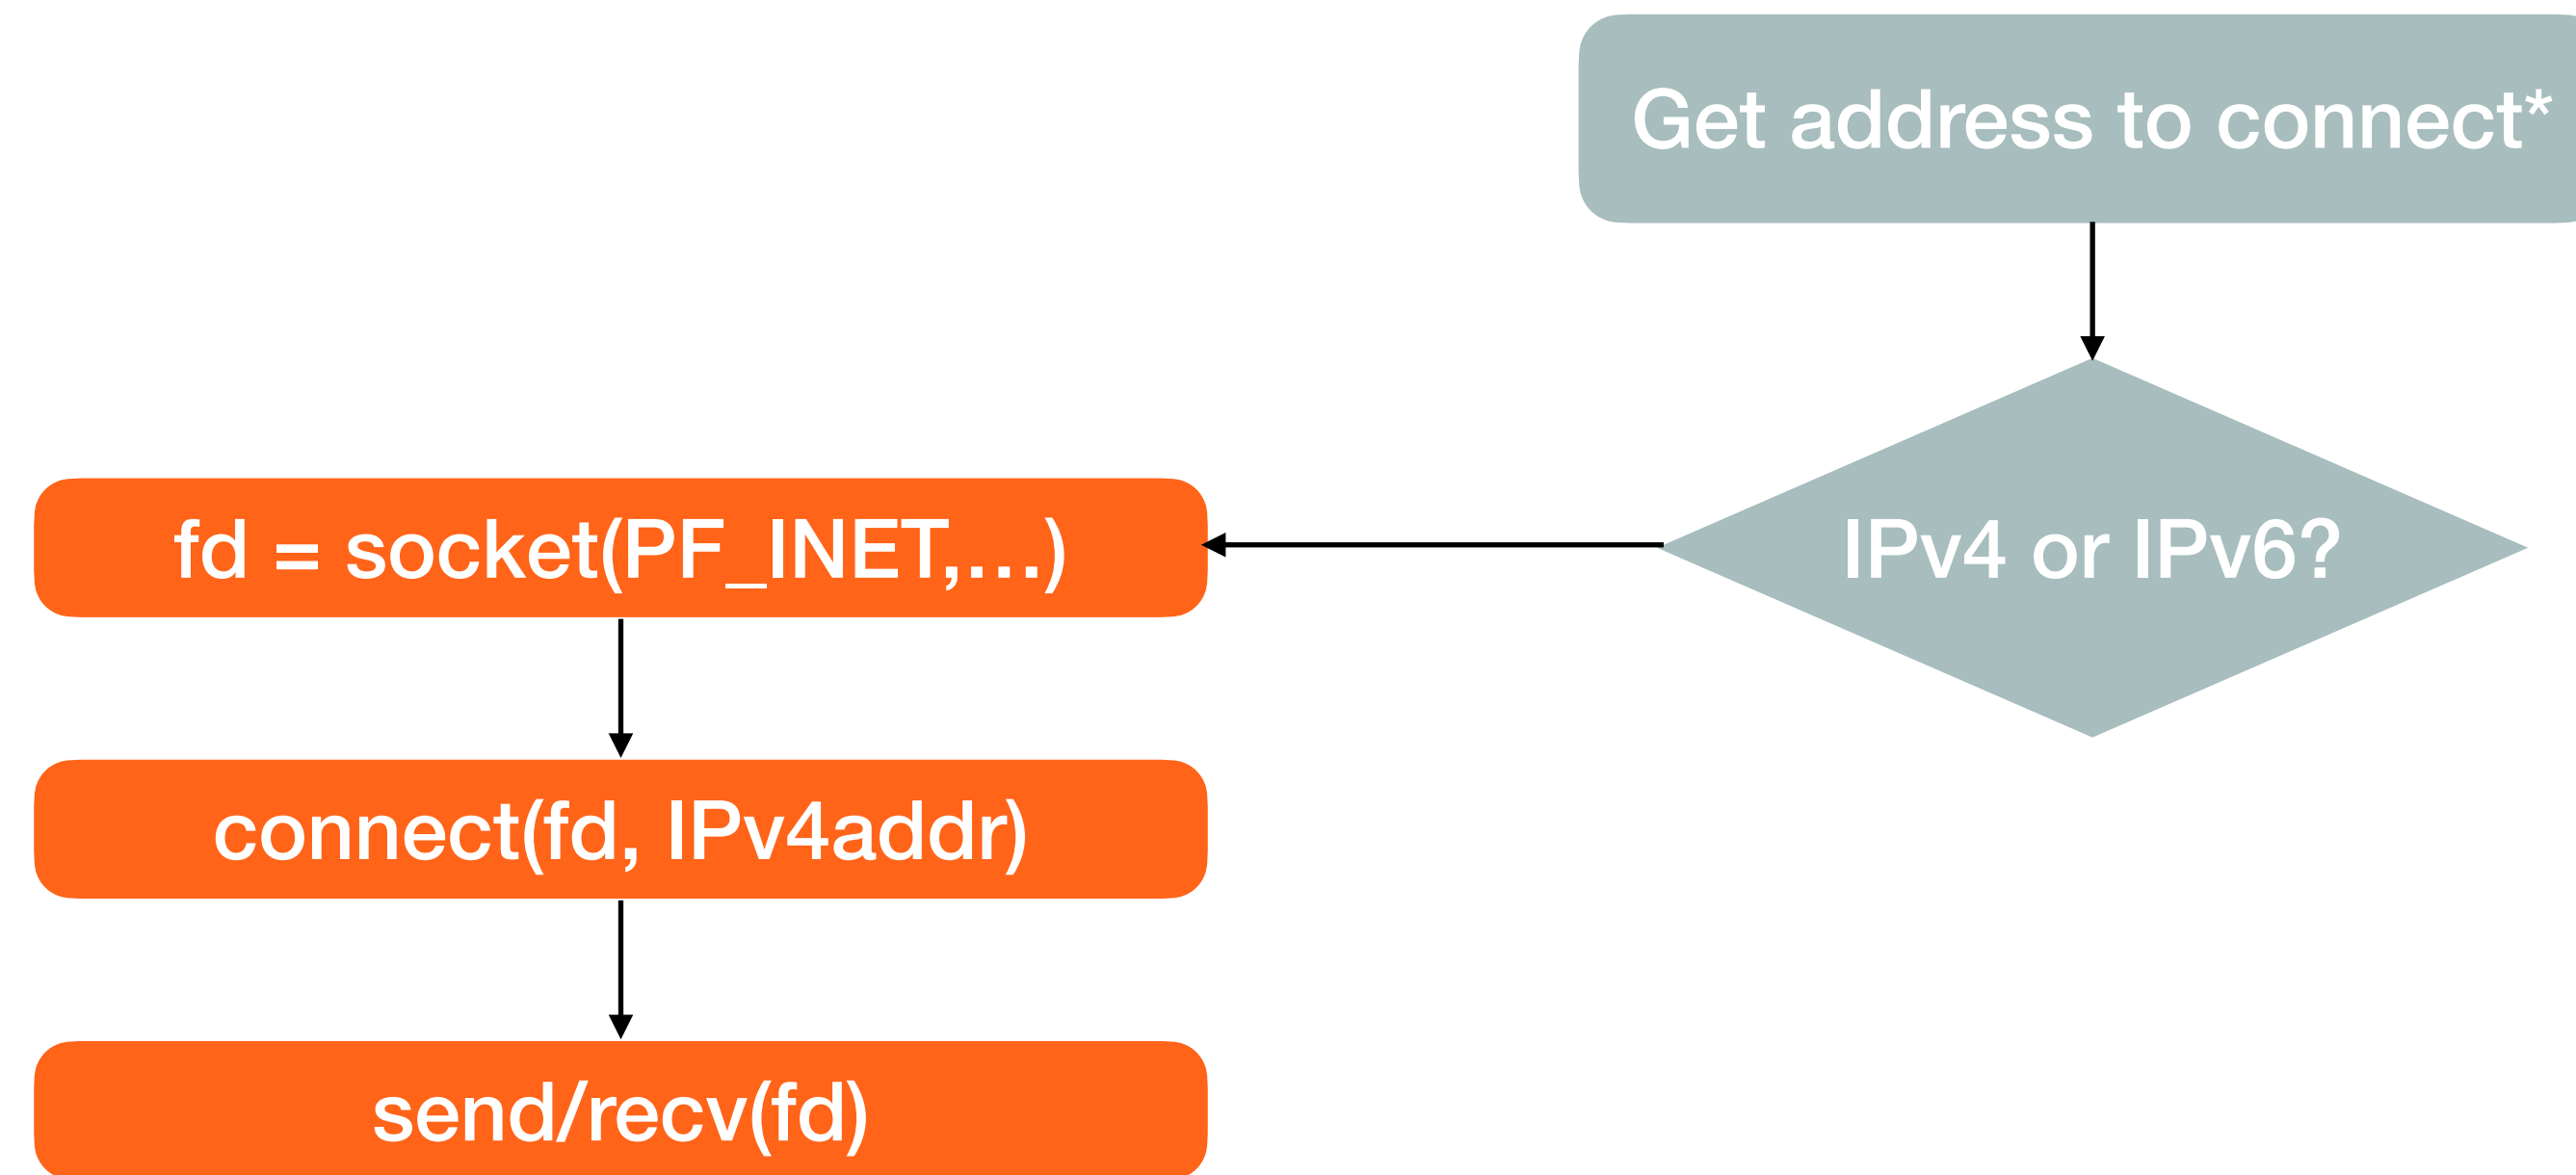 Get address to connect*
IPv4 or IPv6?
fd = socket(PF_INET,...)
connect(fd, IPv4addr)
send/recv(fd)